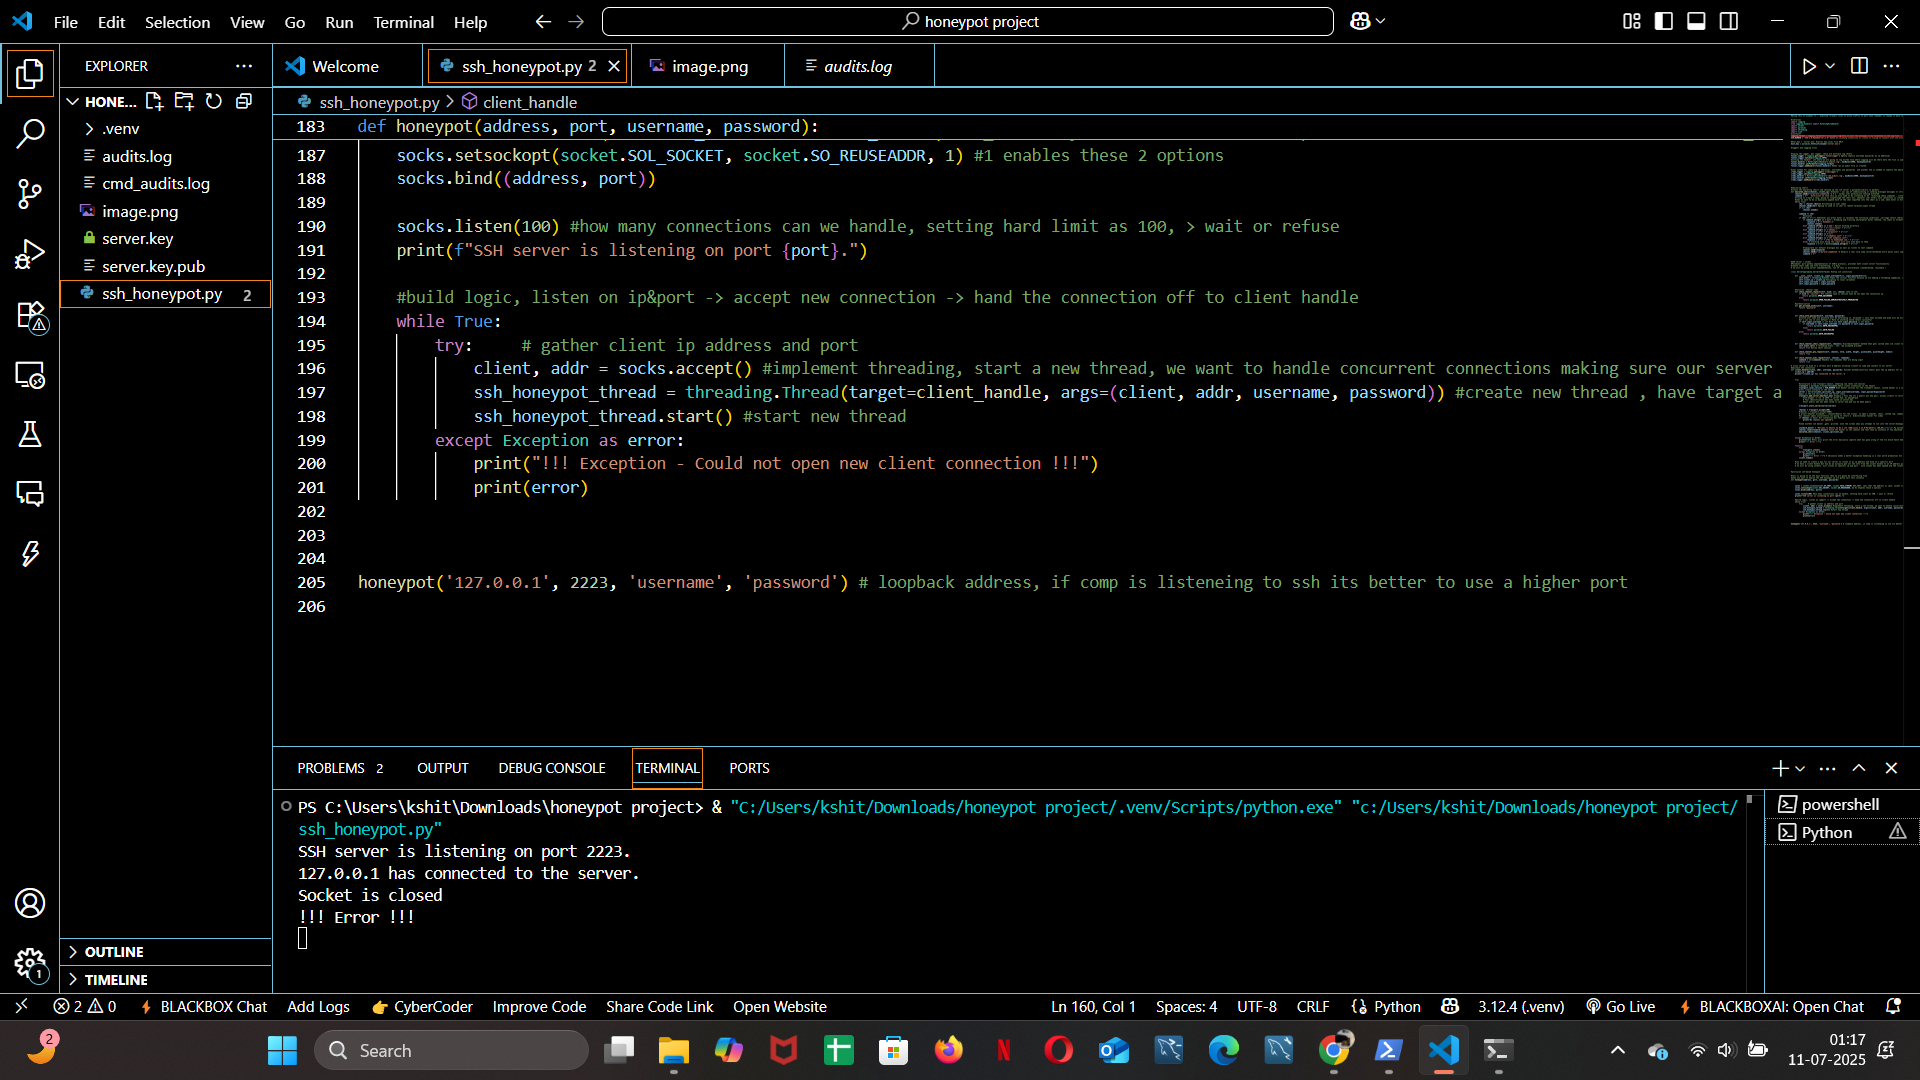 File Edit Selection View Go Run Terminal Help
honeypot project
EXPLORER
Welcome
ssh_honeypot.py 2
image.png
audits.log
HONE...
ssh_honeypot.py > client_handle
.venv
audits.log
cmd_audits.log
image.png
server.key
server.key.pub
ssh_honeypot.py 2
183 def honeypot(address, port, username, password):
187 socks.setsockopt(socket.SOL_SOCKET, socket.SO_REUSEADDR, 1) #1 enables these 2 options
188 socks.bind((address, port))
189
190 socks.listen(100) #how many connections can we handle, setting hard limit as 100, > wait or refuse
191 print(f"SSH server is listening on port {port}.")
192
193 #build logic, listen on ip&port -> accept new connection -> hand the connection off to client handle
194 while True:
195 try: # gather client ip address and port
196 client, addr = socks.accept() #implement threading, start a new thread, we want to handle concurrent connections making sure our server
197 ssh_honeypot_thread = threading.Thread(target=client_handle, args=(client, addr, username, password)) #create new thread , have target a
198 ssh_honeypot_thread.start() #start new thread
199 except Exception as error:
200 print("!!! Exception - Could not open new client connection !!!")
201 print(error)
202
203
204
205 honeypot('127.0.0.1', 2223, 'username', 'password') # loopback address, if comp is listeneing to ssh its better to use a higher port
206
PROBLEMS 2 OUTPUT DEBUG CONSOLE TERMINAL PORTS
PS C:\Users\kshit\Downloads\honeypot project> & "C:/Users/kshit/Downloads/honeypot project/.venv/Scripts/python.exe" "c:/Users/kshit/Downloads/honeypot project/
ssh_honeypot.py"
SSH server is listening on port 2223.
127.0.0.1 has connected to the server.
Socket is closed
!!! Error !!!
powershell
Python
OUTLINE
TIMELINE
1
2 0 BLACKBOX Chat Add Logs CyberCoder Improve Code Share Code Link Open Website Ln 160, Col 1 Spaces: 4 UTF-8 CRLF Python 3.12.4 (.venv) Go Live BLACKBOXAI: Open Chat
2
Search
01:17
11-07-2025